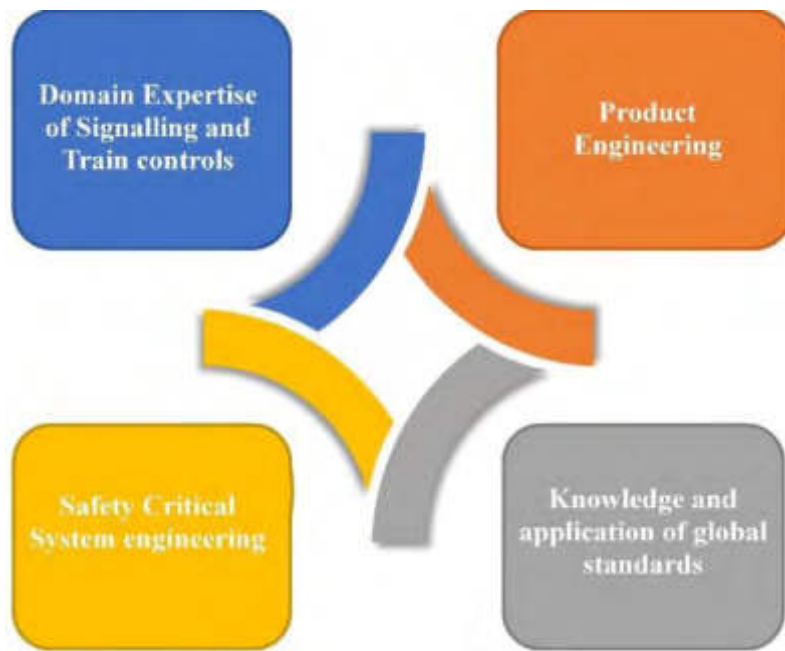 Domain Expertise
of Signalling and
Train controls
Product
Engineering
Safety Critical
System engineering
Knowledge and
application of global
standards